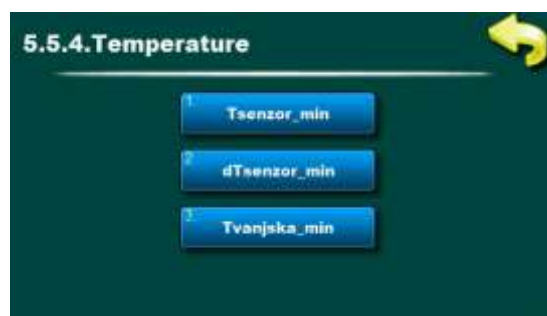 5.5.4.Temperature
1
Tsenzor_min
2
dTsenzor_min
3
Tvanjska_min